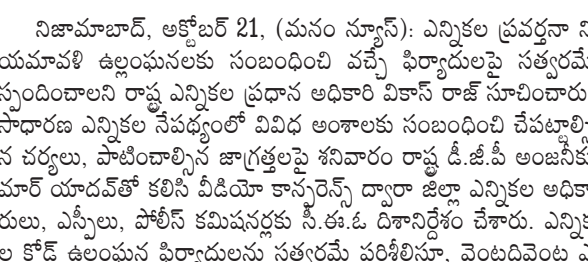 నిజామాబాద్, అక్టోబర్ 21, (మనం న్యూస్): ఎన్నికల ప్రవర్తనా ని
యమావళి ఉల్లంఘనలకు సంబంధించి వచ్చే ఫిర్యాదులపై సత్వరమే
స్పందించాలని రాష్ట్ర ఎన్నికల ప్రధాన అధికారి వికాస్ రాజ్ సూచించారు
సాధారణ ఎన్నికల నేపథ్యంలో వివిధ అంశాలకు సంబంధించి చేపట్టాల్సి
న చర్యలు, పాటించాల్సిన జాగ్రత్తలపై శనివారం రాష్ట్ర డీ.జీ.పీ అంజనీకు
మార్ యాదవ్‌తో కలిసి వీడియో కాన్ఫరెన్స్ ద్వారా జిల్లా ఎన్నికల అధికా
రులు, ఎస్పీలు, పోలీస్ కమిషనర్లకు సీ.ఈ.ఓ దిశానిర్దేశం చేశారు. ఎన్ని
ల కోడ్ ఉల్లంఘన ఫిర్యాదులను సత్వరమే పరిశీలిస్తూ, వెంటదివెంట